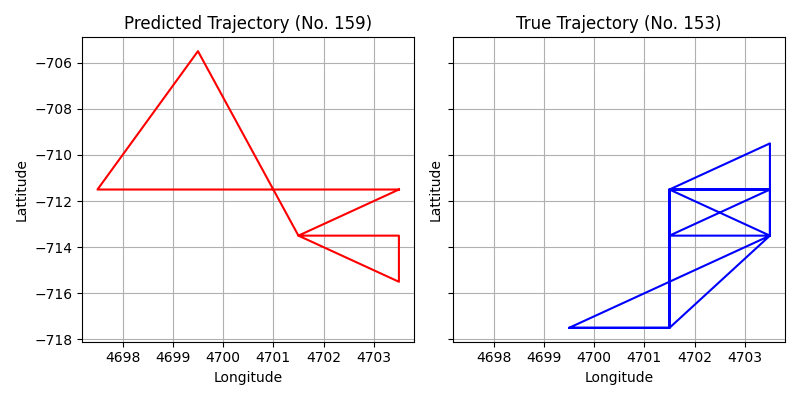 Predicted Trajectory (No. 159)
True Trajectory (No. 153)
−706
−708
−710
−712
−714
−716
−718
Lattitude
Lattitude
4698 4699 4700 4701 4702 4703
4698 4699 4700 4701 4702 4703
Longitude
Longitude